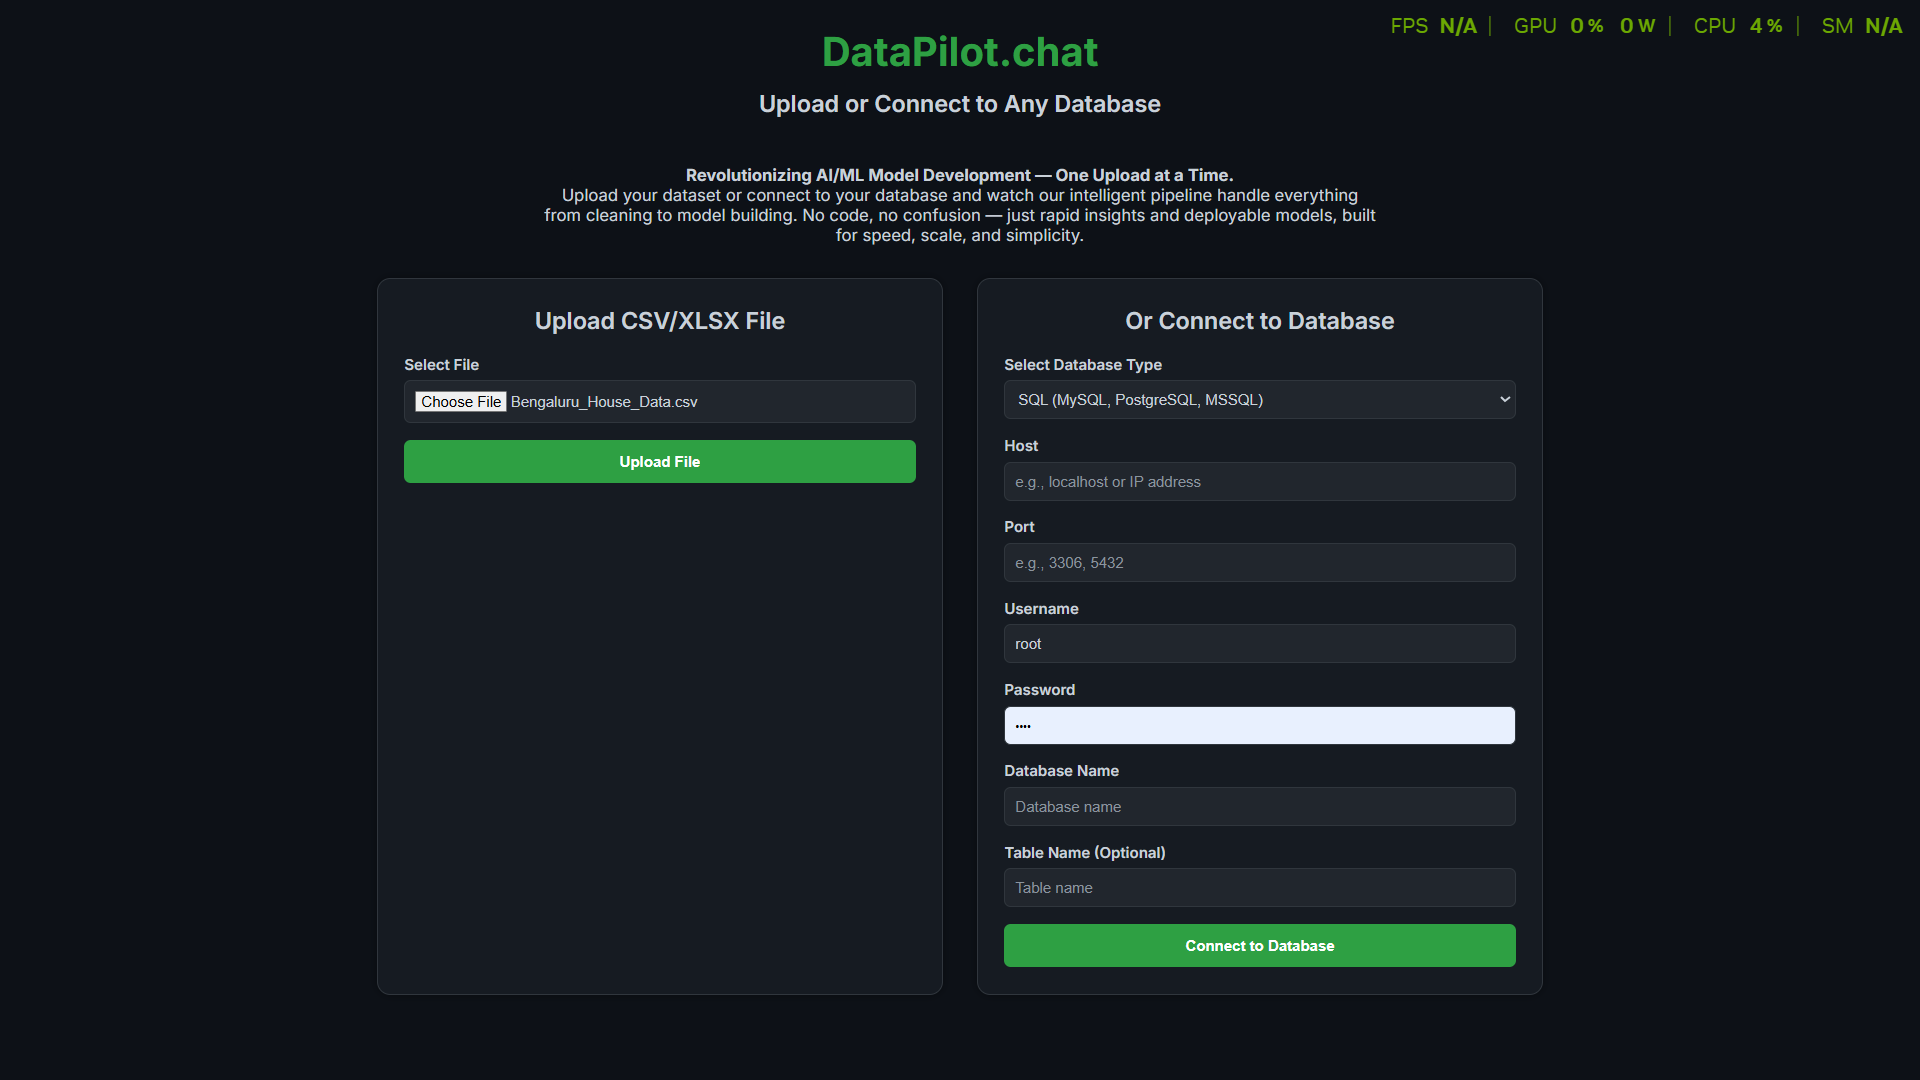 FPS N/A | GPU 0 % 0 W | CPU 4 % | SM N/A
DataPilot.chat
Upload or Connect to Any Database
Revolutionizing AI/ML Model Development — One Upload at a Time.
Upload your dataset or connect to your database and watch our intelligent pipeline handle everything
from cleaning to model building. No code, no confusion — just rapid insights and deployable models, built
for speed, scale, and simplicity.
Upload CSV/XLSX File
Select File
Choose File Bengaluru_House_Data.csv
Upload File
Or Connect to Database
Select Database Type
SQL (MySQL, PostgreSQL, MSSQL)
Host
e.g., localhost or IP address
Port
e.g., 3306, 5432
Username
root
Password
••••
Database Name
Database name
Table Name (Optional)
Table name
Connect to Database